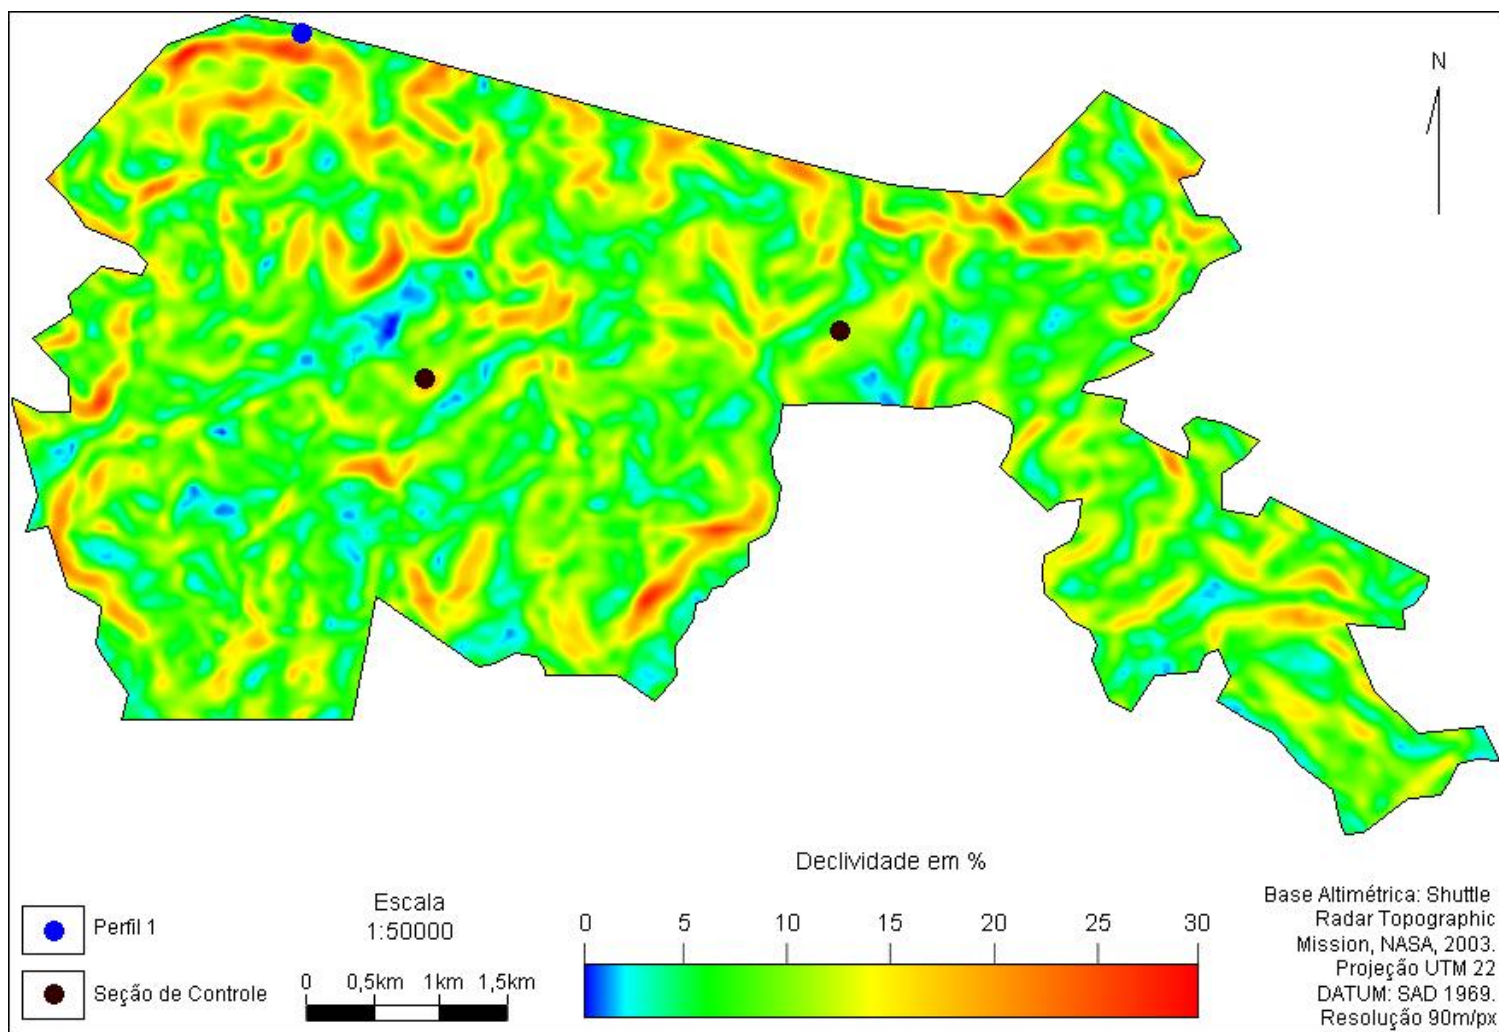 N
Declividade em %
0 5 10 15 20 25 30
Perfil 1
Seção de Controle
Escala
1:50000
0 0,5km 1km 1,5km
Base Altimétrica: Shuttle
Radar Topographic
Mission, NASA, 2003.
Projeção UTM 22
DATUM: SAD 1969.
Resolução 90m/px